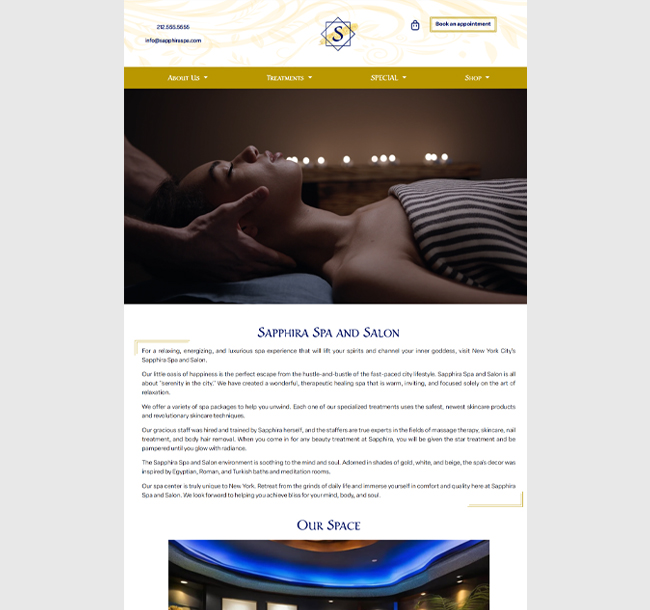 212.555.5555
info@sapphiraspa.com
S
Book an appointment
About Us
Treatments
SPECIAL
Shop
Sapphira Spa and Salon
For a relaxing, energizing, and luxurious spa experience that will lift your spirits and channel your inner goddess, visit New York City's
Sapphira Spa and Salon.
Our little oasis of happiness is the perfect escape from the hustle-and-bustle of the fast-paced city lifestyle. Sapphira Spa and Salon is all
about "serenity in the city." We have created a wonderful, therapeutic healing spa that is warm, inviting, and focused solely on the art of
relaxation.
We offer a variety of spa packages to help you unwind. Each one of our specialized treatments uses the safest, newest skincare products
and revolutionary skincare techniques.
Our gracious staff was hired and trained by Sapphira herself, and the staffers are true experts in the fields of massage therapy, skincare, nail
treatment, and body hair removal. When you come in for any beauty treatment at Sapphira, you will be given the star treatment and be
pampered until you glow with radiance.
The Sapphira Spa and Salon environment is soothing to the mind and soul. Adorned in shades of gold, white, and beige, the spa's decor was
inspired by Egyptian, Roman, and Turkish baths and meditation rooms.
Our spa center is truly unique to New York. Retreat from the grinds of daily life and immerse yourself in comfort and quality here at Sapphira
Spa and Salon. We look forward to helping you achieve bliss for your mind, body, and soul.
Our Space